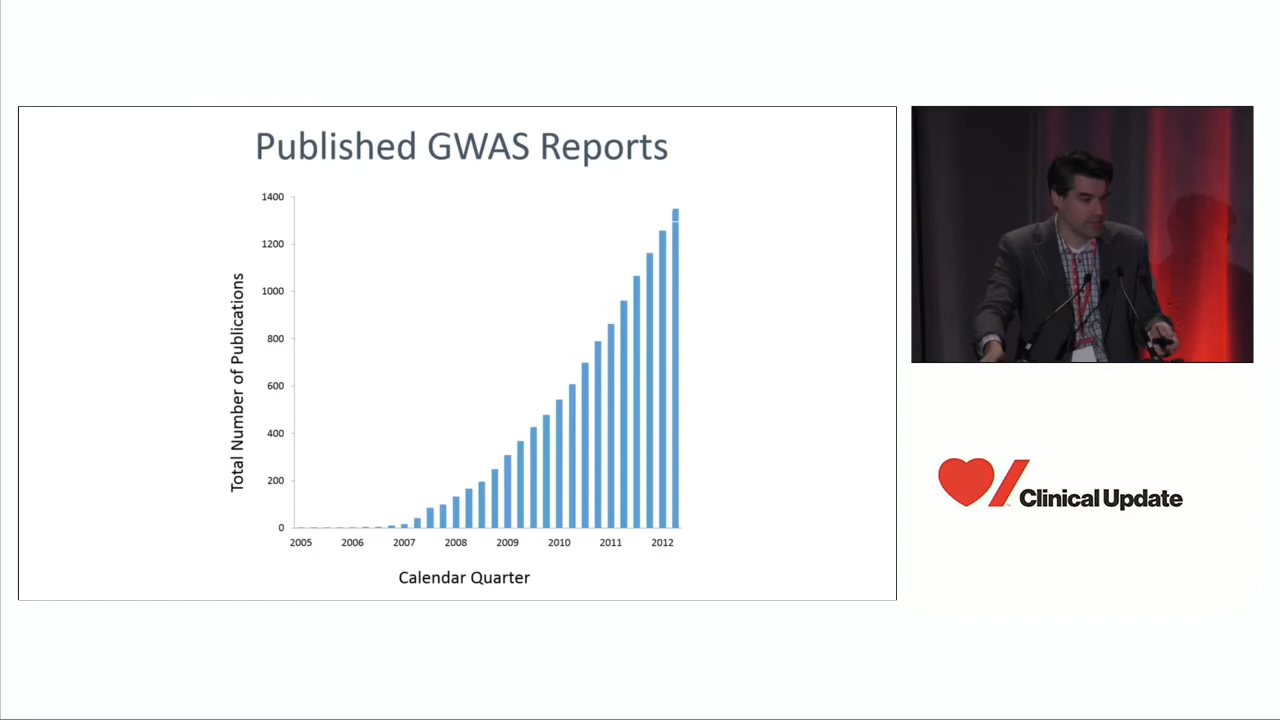 Published GWAS Reports
1400
1200
1000
800
600
400
200
0
Total Number of Publications
2005 2006 2007 2008 2009 2010 2011 2012
Calendar Quarter
Clinical Update